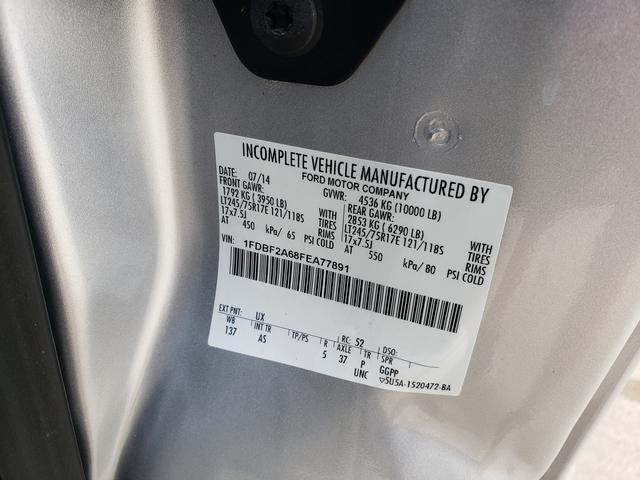 INCOMPLETE VEHICLE MANUFACTURED BY
FORD MOTOR COMPANY
DATE: 07/14 GVWR: 4536 KG (10000 LB)
FRONT GAWR: REAR GAWR:
1792 KG (3950 LB) WITH 2853 KG (6290 LB) WITH
LT245/75R17E 121/118S TIRES LT245/75R17E 121/118S TIRES
17x7.5J RIMS 17x7.5J RIMS
AT 450 kPa/ 65 PSI COLD AT 550 kPa/ 80 PSI COLD
VIN: 1FDBF2A68FEA77891
EXT PNT: UX RC: 52 DSO:
WB INT TR TP/PS R AXLE TR SPR
137 AS 5 37 P GGPP
UNC ▽5U5A-1520472-BA